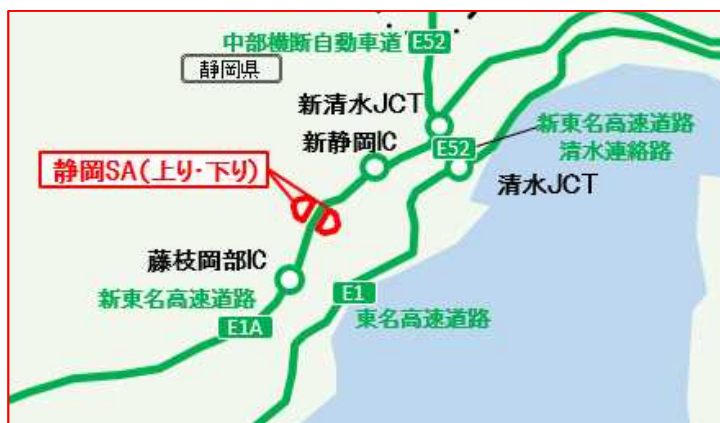 中部横断自動車道
E52
静岡県
新清水JCT
新静岡IC
E52
新東名高速道路
清水連絡路
静岡SA(上り・下り)
清水JCT
藤枝岡部IC
新東名高速道路
E1
東名高速道路
E1A